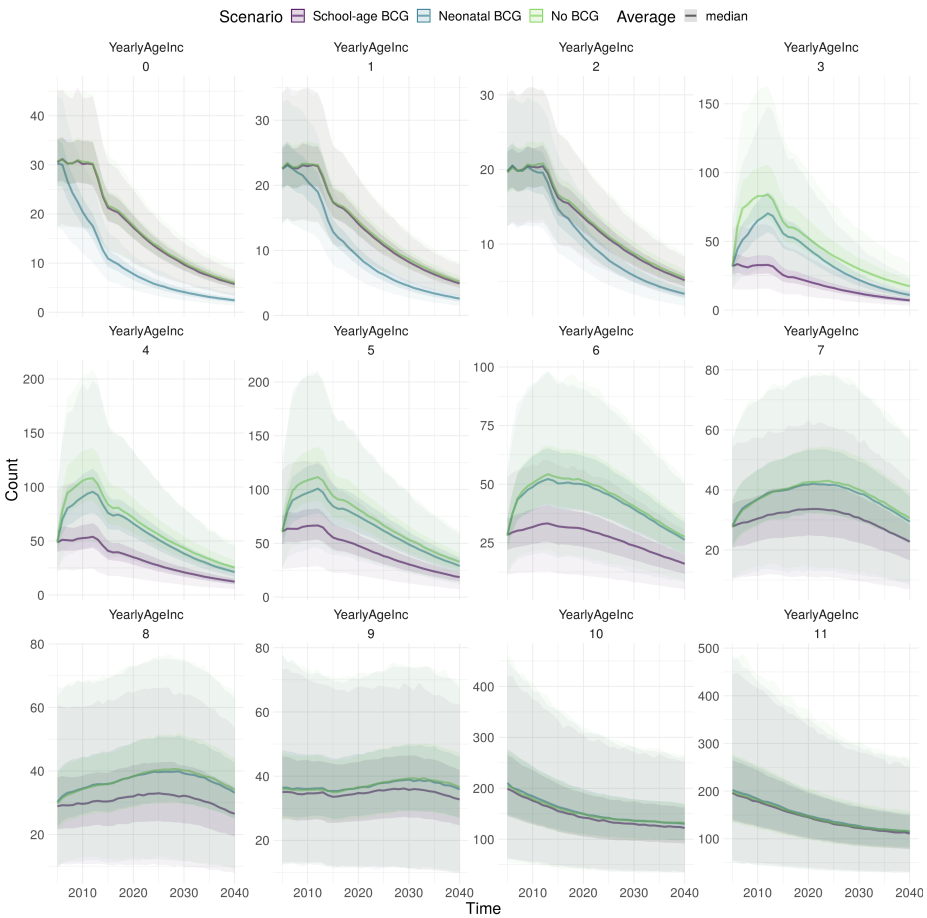 Scenario School-age BCG Neonatal BCG No BCG Average median
YearlyAgeInc YearlyAgeInc YearlyAgeInc YearlyAgeInc
0 1 2 3
40 30 20 10 0
30 20 10 0
30 20 10
150 100 50 0
YearlyAgeInc YearlyAgeInc YearlyAgeInc YearlyAgeInc
4 5 6 7
200 150 100 50 0
200 150 100 50 0
100 75 50 25
80 60 40 20
Count
YearlyAgeInc YearlyAgeInc YearlyAgeInc YearlyAgeInc
8 9 10 11
80 60 40 20
80 60 40 20
400 300 200 100
500 400 300 200 100
2010 2020 2030 2040 2010 2020 2030 2040 2010 2020 2030 2040 2010 2020 2030 2040
Time